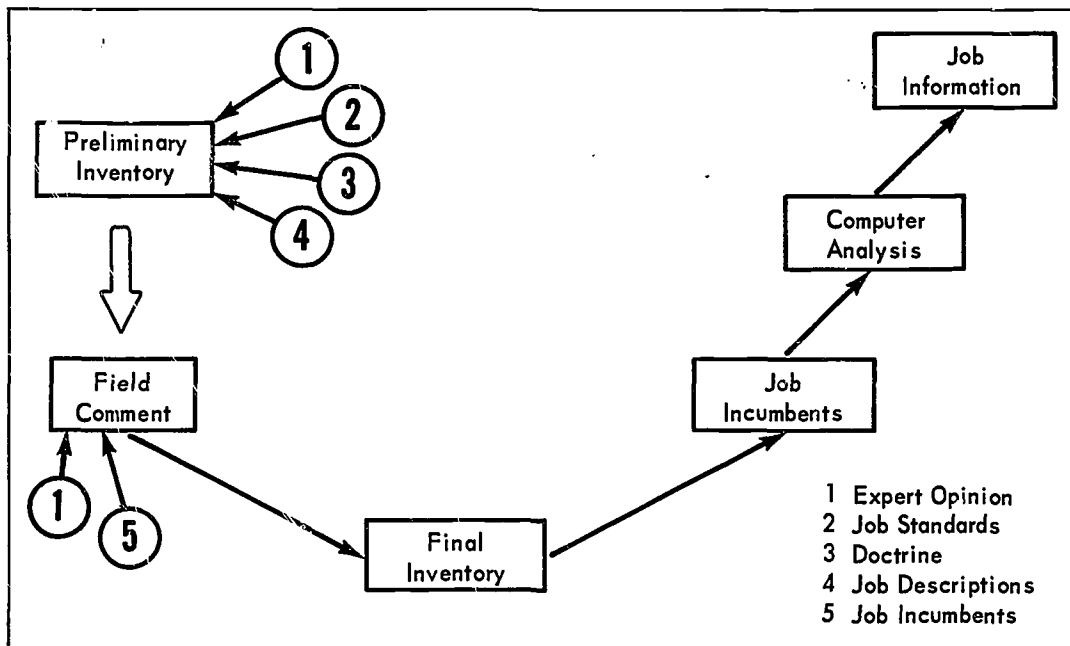 1
2
3
4
Preliminary
Inventory
Field
Comment
1
5
Final
Inventory
Job
Incumbents
Computer
Analysis
Job
Information
1 Expert Opinion
2 Job Standards
3 Doctrine
4 Job Descriptions
5 Job Incumbents